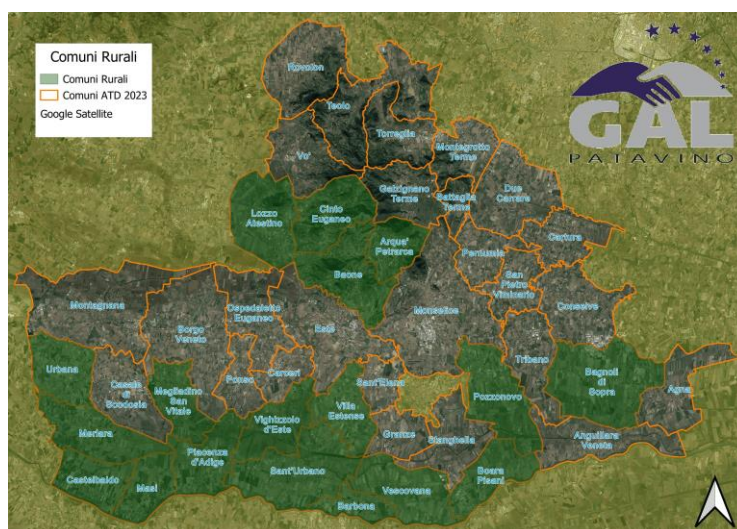 Comuni Rurali
Comuni Rurali
Comuni ATD 2023
Google Satellite
GAL
PATAVINO
Rovolon
Teolo
Torreglia
Vo'
Montegrotto
Terme
Galzignano
Terme
Battaglia
Terme
Due
Carrare
Lozzo
Atestino
Cinto
Euganeo
Arqua'
Petrarca
Baone
Cartura
Pernumia
San
Pietro
Viminario
Conselve
Monselice
Montagnana
Borgo
Veneto
Ospedaletto
Euganeo
Este
Tribano
Urbana
Casale
di
Scodosia
Megliadino
San
Vitale
Ponso
Carceri
Sant'Elena
Villa
Estense
Pozzonovo
Bagnoli
di
Sopra
Agna
Merlara
Vighizzolo
d'Este
Granze
Stanghella
Anguillara
Veneta
Piacenza
d'Adige
Castelbaldo
Masi
Sant'Urbano
Vescovana
Boara
Pisani
Barbona